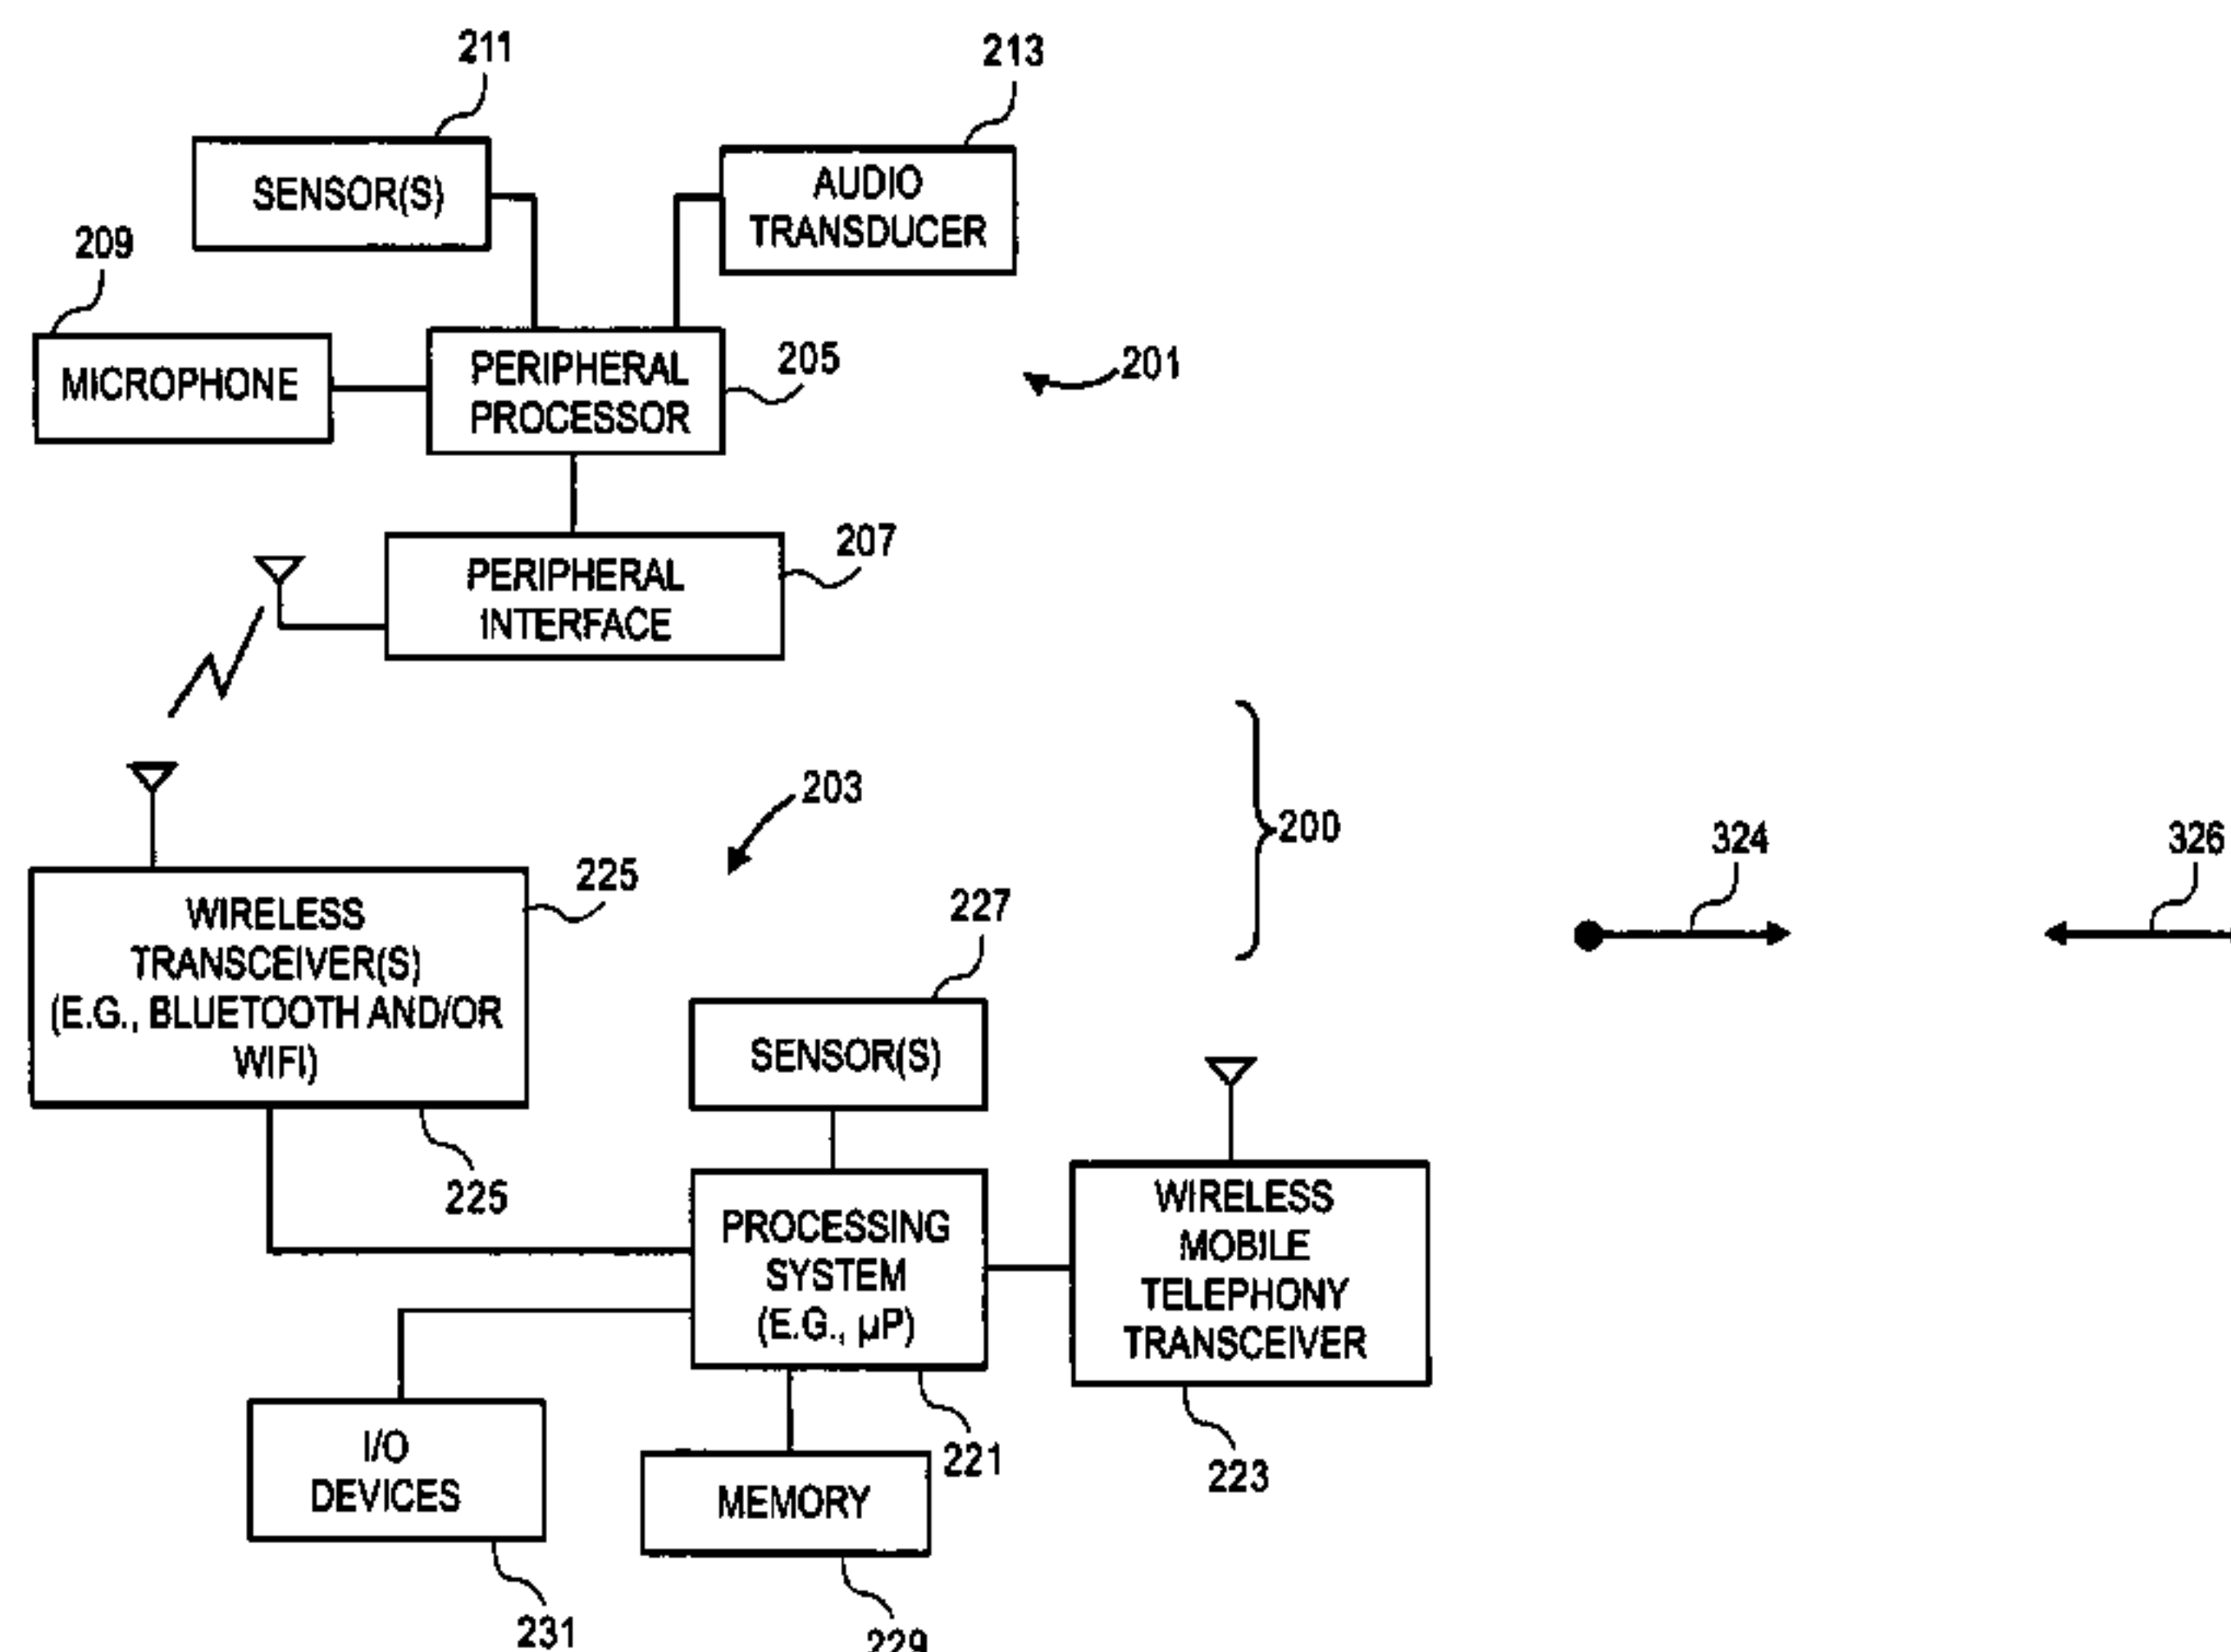 211
213
SENSOR(S)
AUDIO
TRANSDUCER
209
MICROPHONE
PERIPHERAL
PROCESSOR
205
201
207
PERIPHERAL
INTERFACE
203
200
324
326
225
WIRELESS
TRANSCEIVER(S)
(E.G., BLUETOOTH AND/OR
WIFI)
227
SENSOR(S)
225
PROCESSING
SYSTEM
(E.G., µP)
WIRELESS
MOBILE
TELEPHONY
TRANSCEIVER
I/O
DEVICES
221
223
MEMORY
231
229